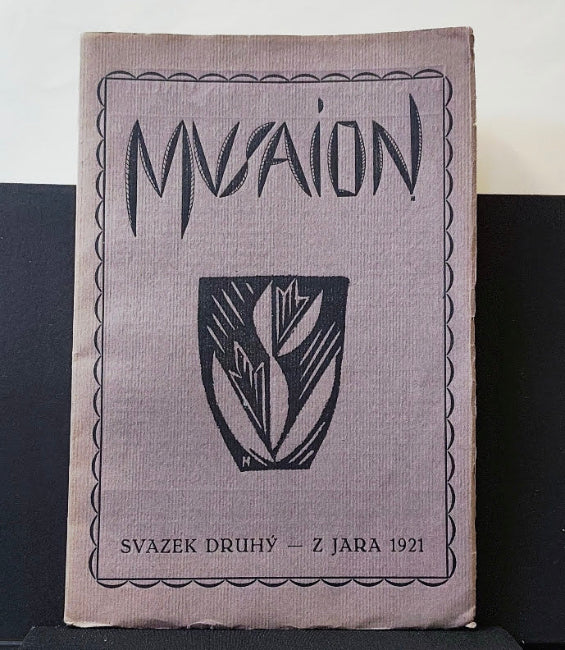 MVSAION
H
SVAZEK DRUHÝ — Z JARA 1921